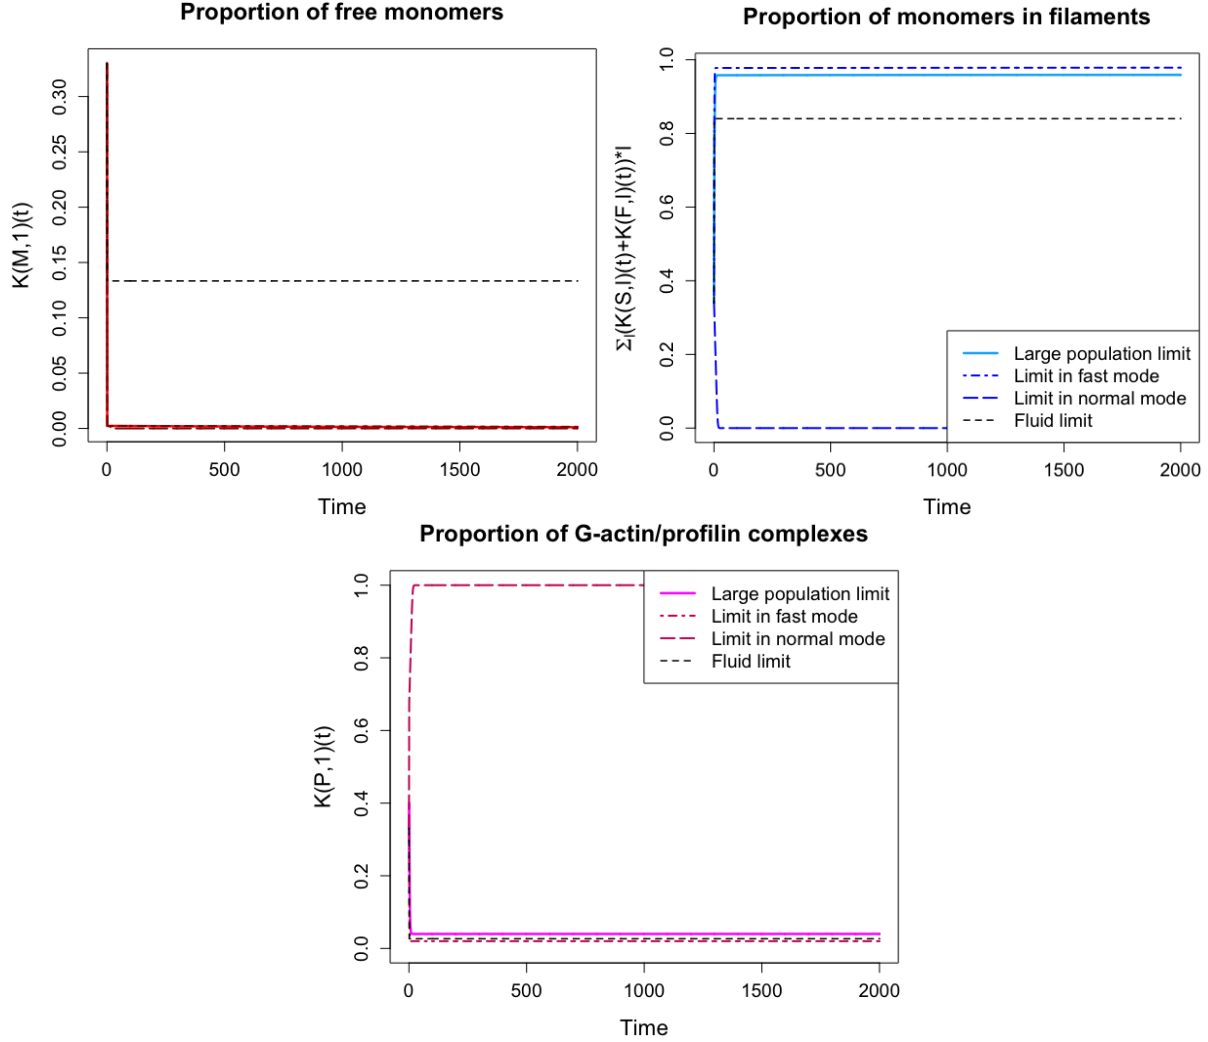 Proportion of free monomers
K(M,1)(t)
0.00 0.05 0.10 0.15 0.20 0.25 0.30
0 500 1000 1500 2000
Time
Proportion of monomers in filaments
Σl(K(S,l)(t)+K(F,l)(t))*l
0.0 0.2 0.4 0.6 0.8 1.0
Large population limit
Limit in fast mode
Limit in normal mode
Fluid limit
0 500 1000 1500 2000
Time
Proportion of G-actin/profilin complexes
K(P,1)(t)
0.0 0.2 0.4 0.6 0.8 1.0
Large population limit
Limit in fast mode
Limit in normal mode
Fluid limit
0 500 1000 1500 2000
Time